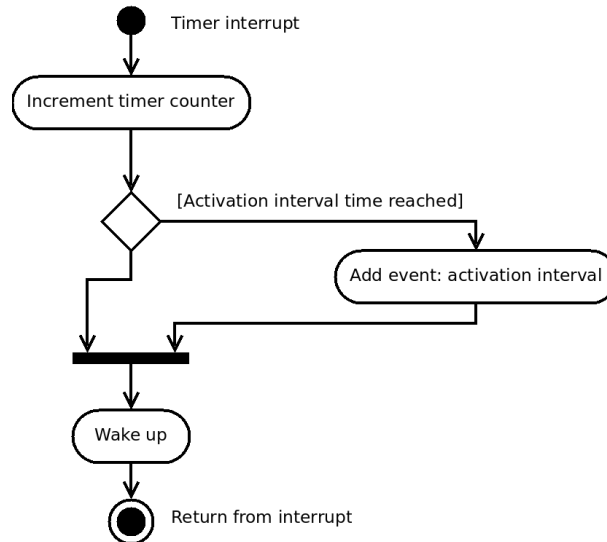 Timer interrupt
Increment timer counter
[Activation interval time reached]
Add event: activation interval
Wake up
Return from interrupt